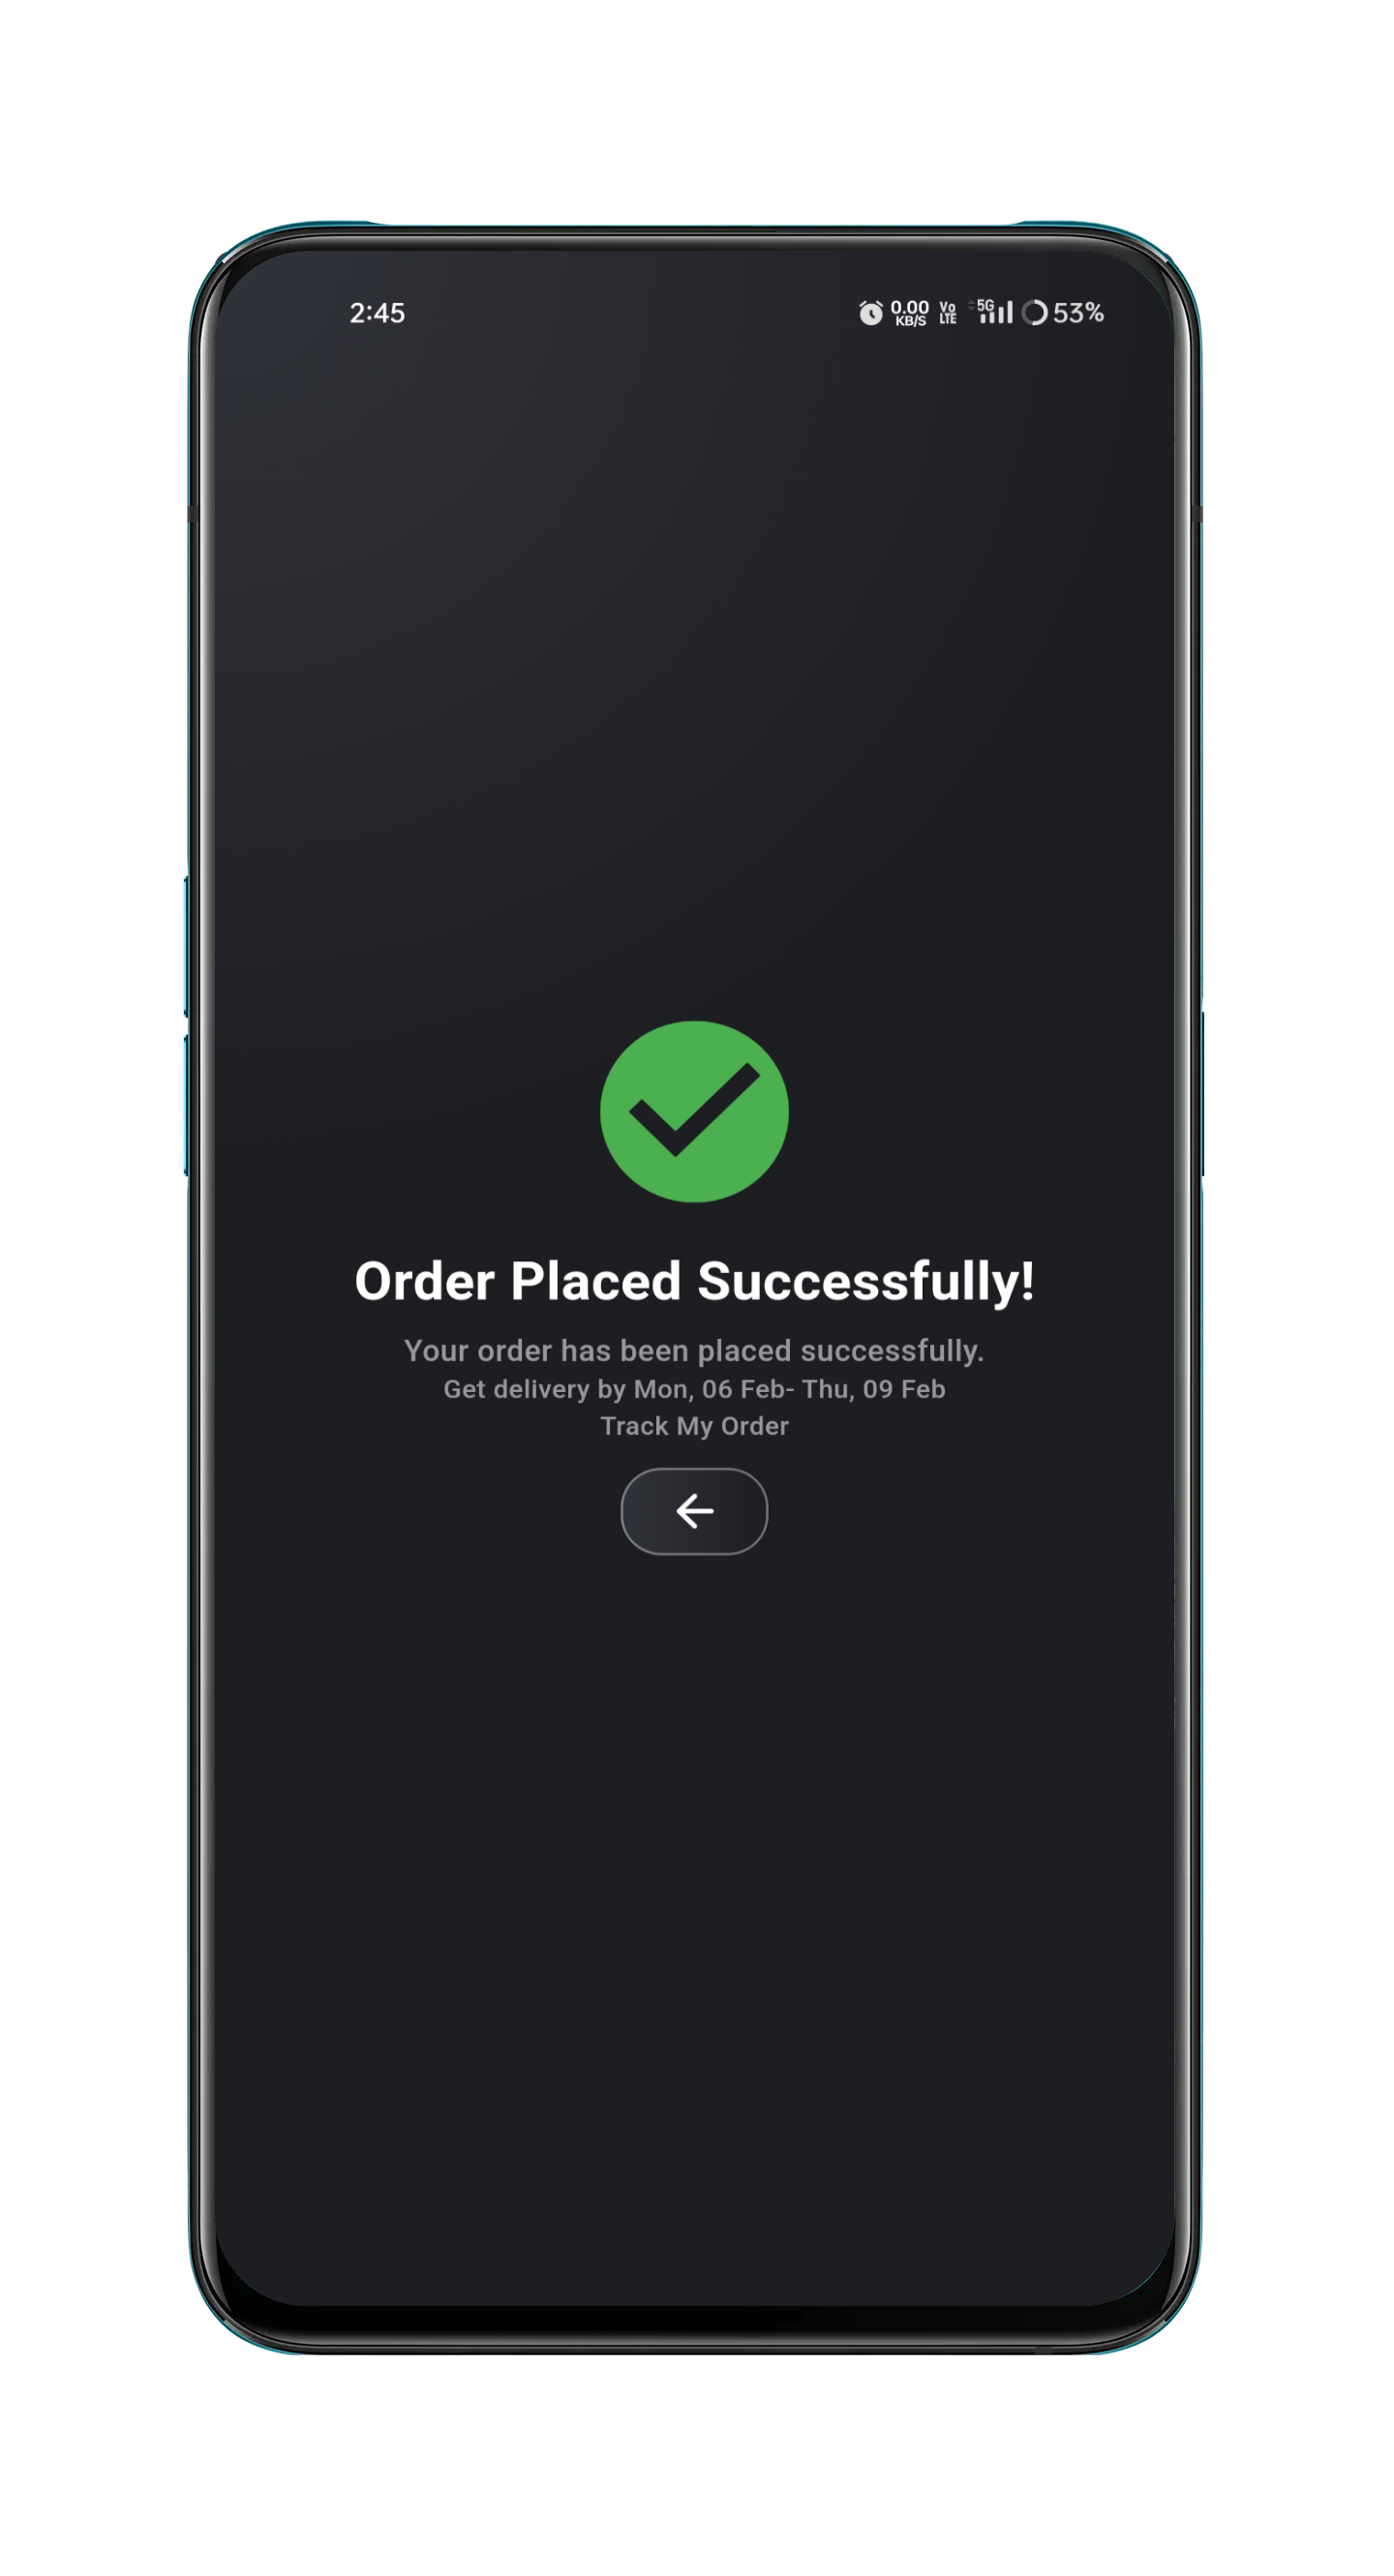 2:45
0.00 KB/S Vo LTE 5G 53%
Order Placed Successfully!
Your order has been placed successfully.
Get delivery by Mon, 06 Feb- Thu, 09 Feb
Track My Order